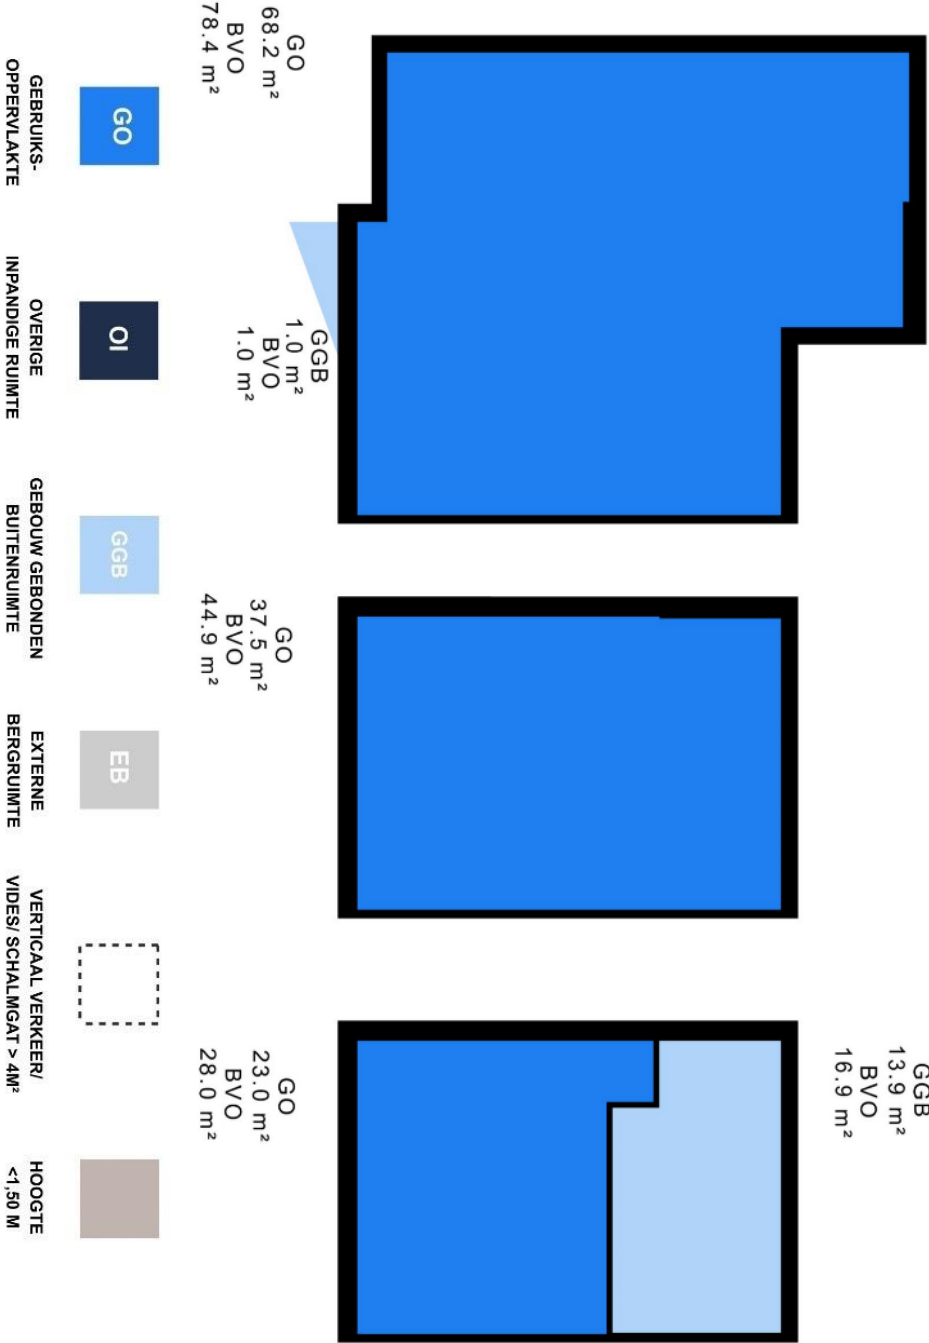 GO
68.2 m²
BVO
78.4 m²
GGB
1.0 m²
BVO
1.0 m²
GO
37.5 m²
BVO
44.9 m²
GGB
13.9 m²
BVO
16.9 m²
GO
23.0 m²
BVO
28.0 m²
GO
GEBRUIKS-
OPPERVLAKTE
OI
OVERIGE
INPANDIGE RUIMTE
GGB
GEBOUW GEBONDEN
BUITENRUIMTE
EB
EXTERNE
BERGRUIMTE
VERTICAAL VERKEER/
VIDES/ SCHALMGAT > 4M²
HOOGTE
<1,50 M